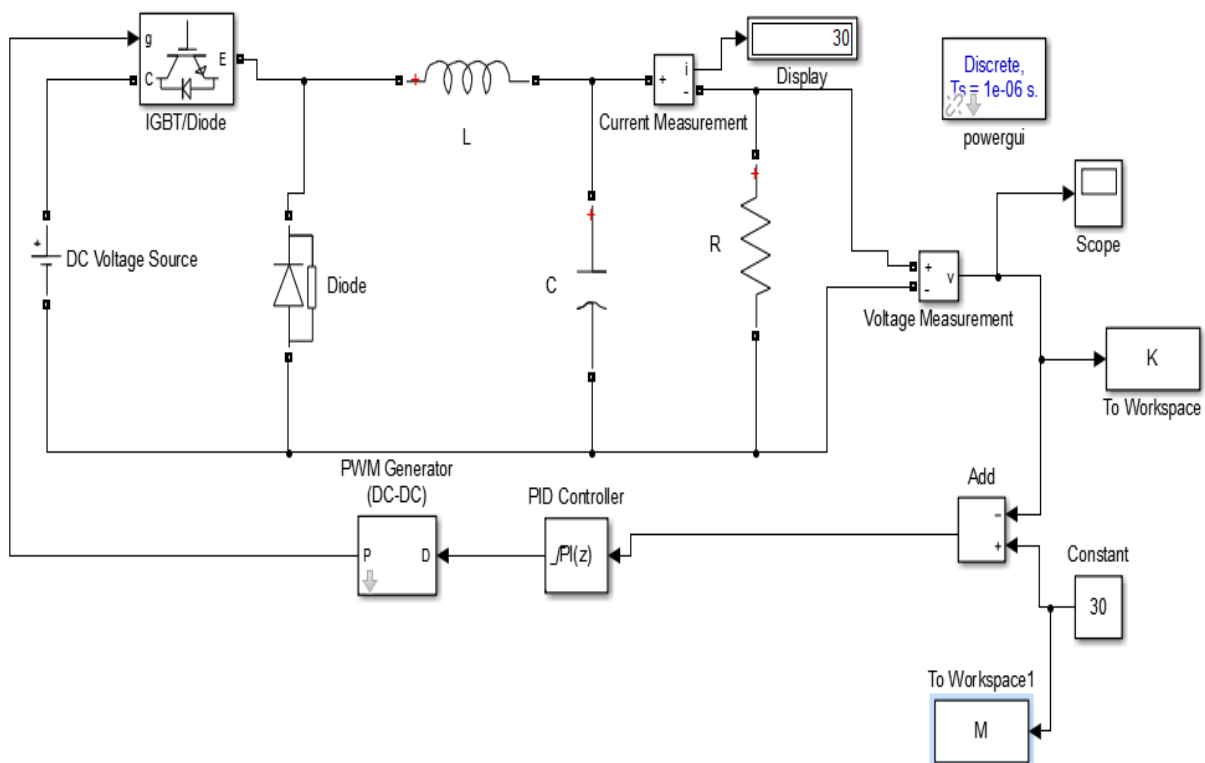 g
C
E
IGBT/Diode
+
DC Voltage Source
Diode
+
L
+
C
+
i
-
Current Measurement
30
Display
+
R
Discrete,
Ts = 1e-06 s.
powergui
Scope
+
-
v
Voltage Measurement
K
To Workspace
Add
-
+
Constant
30
PID Controller
PI(z)
PWM Generator
(DC-DC)
P
D
To Workspace1
M